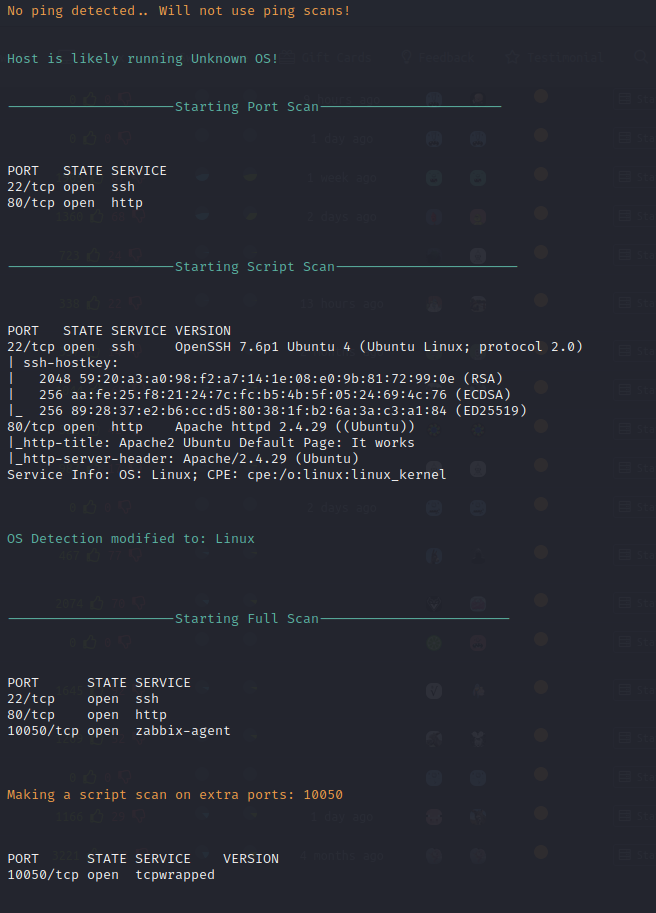 No ping detected.. Will not use ping scans!
Host is likely running Unknown OS!
---------------------Starting Port Scan-----------------------
PORT   STATE SERVICE
22/tcp open  ssh
80/tcp open  http
---------------------Starting Script Scan-----------------------
PORT   STATE SERVICE VERSION
22/tcp open  ssh     OpenSSH 7.6p1 Ubuntu 4 (Ubuntu Linux; protocol 2.0)
| ssh-hostkey:
|   2048 59:20:a3:a0:98:f2:a7:14:1e:08:e0:9b:81:72:99:0e (RSA)
|   256 aa:fe:25:f8:21:24:7c:fc:b5:4b:5f:05:24:69:4c:76 (ECDSA)
|_  256 89:28:37:e2:b6:cc:d5:80:38:1f:b2:6a:3a:c3:a1:84 (ED25519)
80/tcp open  http    Apache httpd 2.4.29 ((Ubuntu))
|_http-title: Apache2 Ubuntu Default Page: It works
|_http-server-header: Apache/2.4.29 (Ubuntu)
Service Info: OS: Linux; CPE: cpe:/o:linux:linux_kernel
OS Detection modified to: Linux
---------------------Starting Full Scan------------------------
PORT      STATE SERVICE
22/tcp    open  ssh
80/tcp    open  http
10050/tcp open  zabbix-agent
Making a script scan on extra ports: 10050
PORT      STATE SERVICE    VERSION
10050/tcp open  tcpwrapped